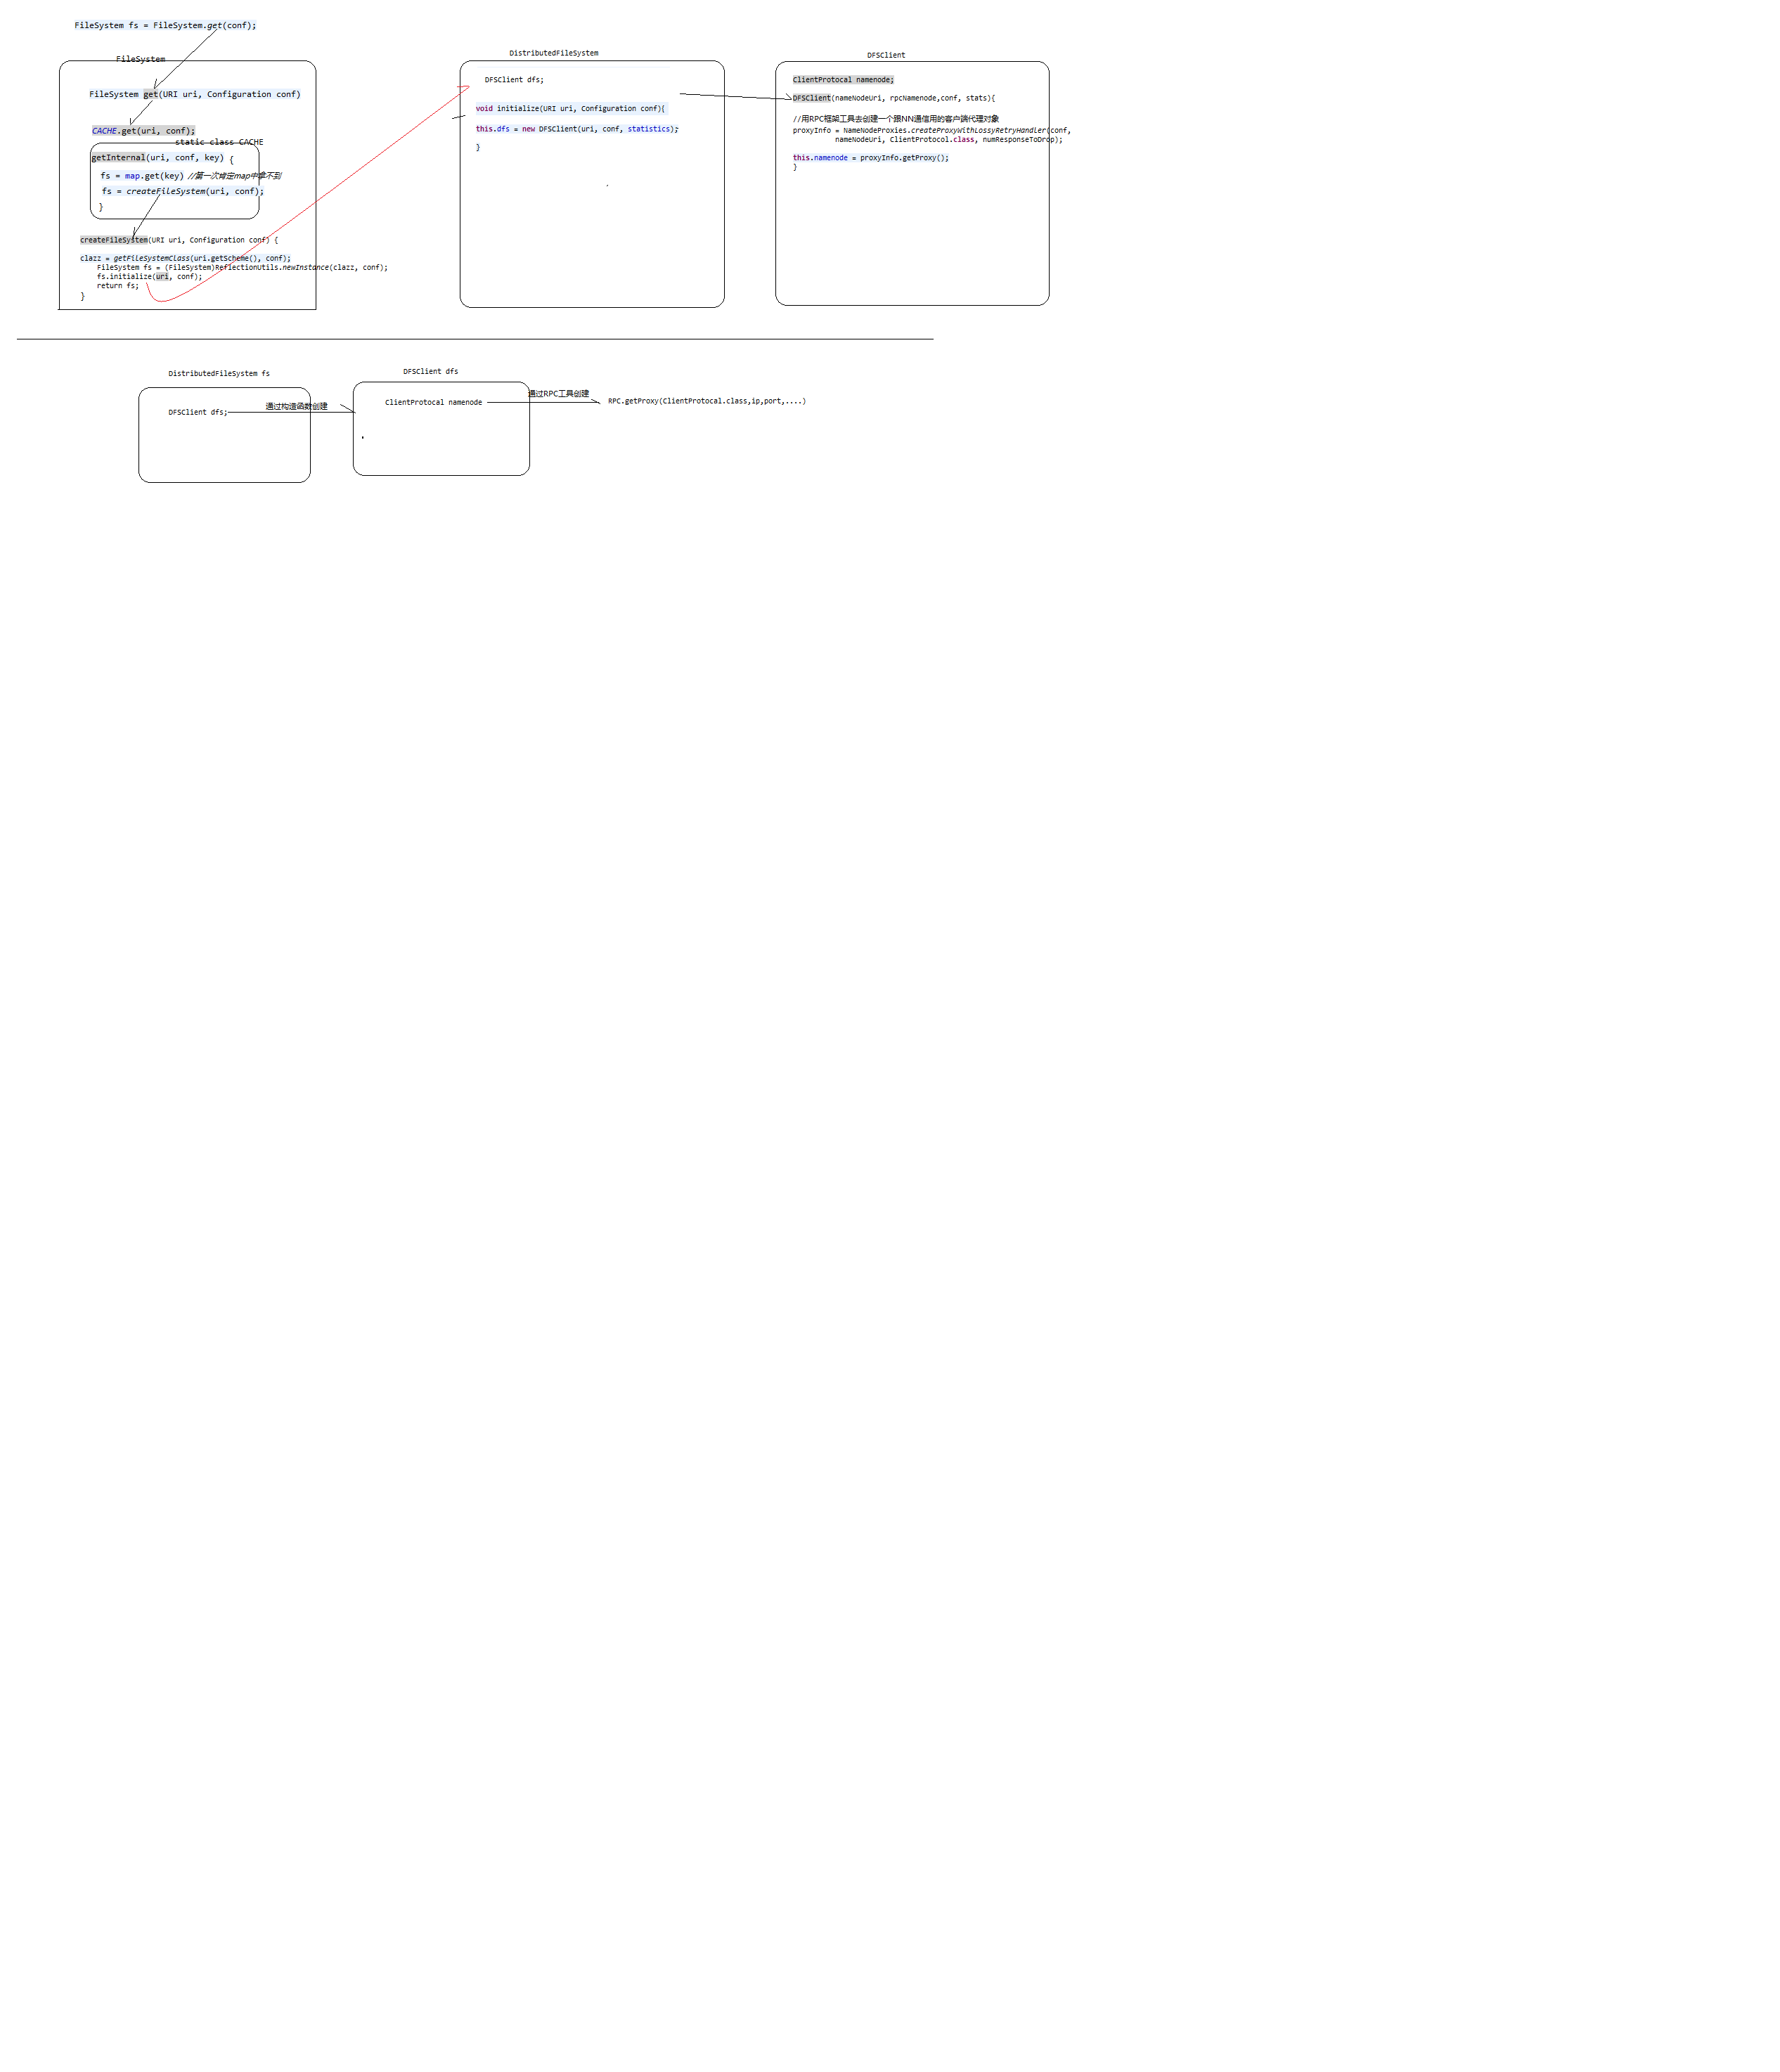 FileSystem fs = FileSystem.get(conf);
FileSystem
FileSystem get(URI uri, Configuration conf)
CACHE.get(uri, conf);
static class CACHE
getInternal(uri, conf, key) {
fs = map.get(key) //第一次肯定map中拿不到
fs = createFileSystem(uri, conf);
}
createFileSystem(URI uri, Configuration conf) {
clazz = getFileSystemClass(uri.getScheme(), conf);
FileSystem fs = (FileSystem)ReflectionUtils.newInstance(clazz, conf);
fs.initialize(uri, conf);
return fs;
}
DistributedFileSystem
DFSClient dfs;
void initialize(URI uri, Configuration conf){
this.dfs = new DFSClient(uri, conf, statistics);
}
DFSClient
ClientProtocal namenode;
DFSClient(nameNodeUri, rpcNamenode,conf, stats){
//用RPC框架工具去创建一个跟NN通信用的客户端代理对象
proxyInfo = NameNodeProxies.createProxyWithLossyRetryHandler(conf,
nameNodeUri, ClientProtocol.class, numResponseToDrop);
this.namenode = proxyInfo.getProxy();
}
DistributedFileSystem fs
DFSClient dfs;
通过构造函数创建
DFSClient dfs
ClientProtocal namenode
通过RPC工具创建
RPC.getProxy(ClientProtocal.class,ip,port,....)